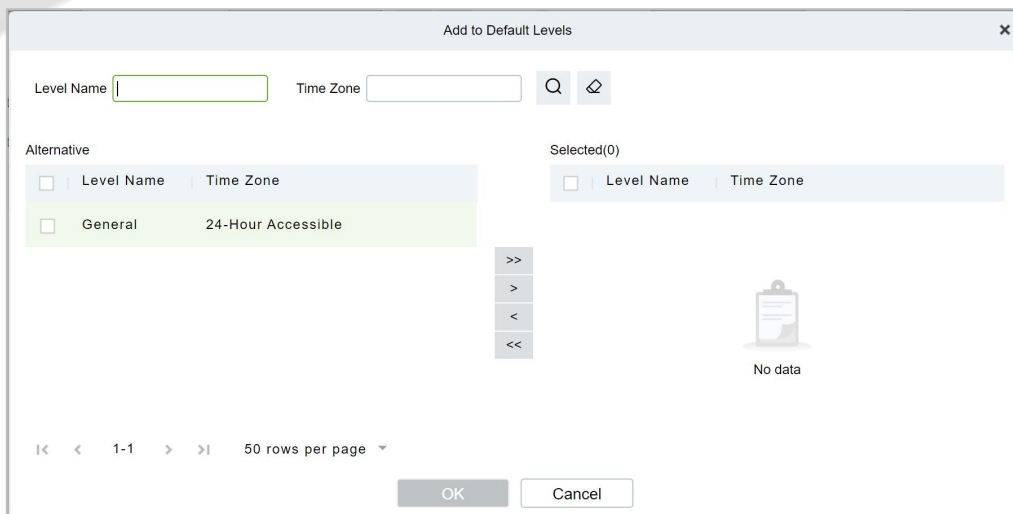 Add to Default Levels
Level Name Time Zone
Alternative
Level Name Time Zone
General 24-Hour Accessible
>>
>
<
<<
Selected(0)
Level Name Time Zone
No data
1-1 50 rows per page
OK Cancel